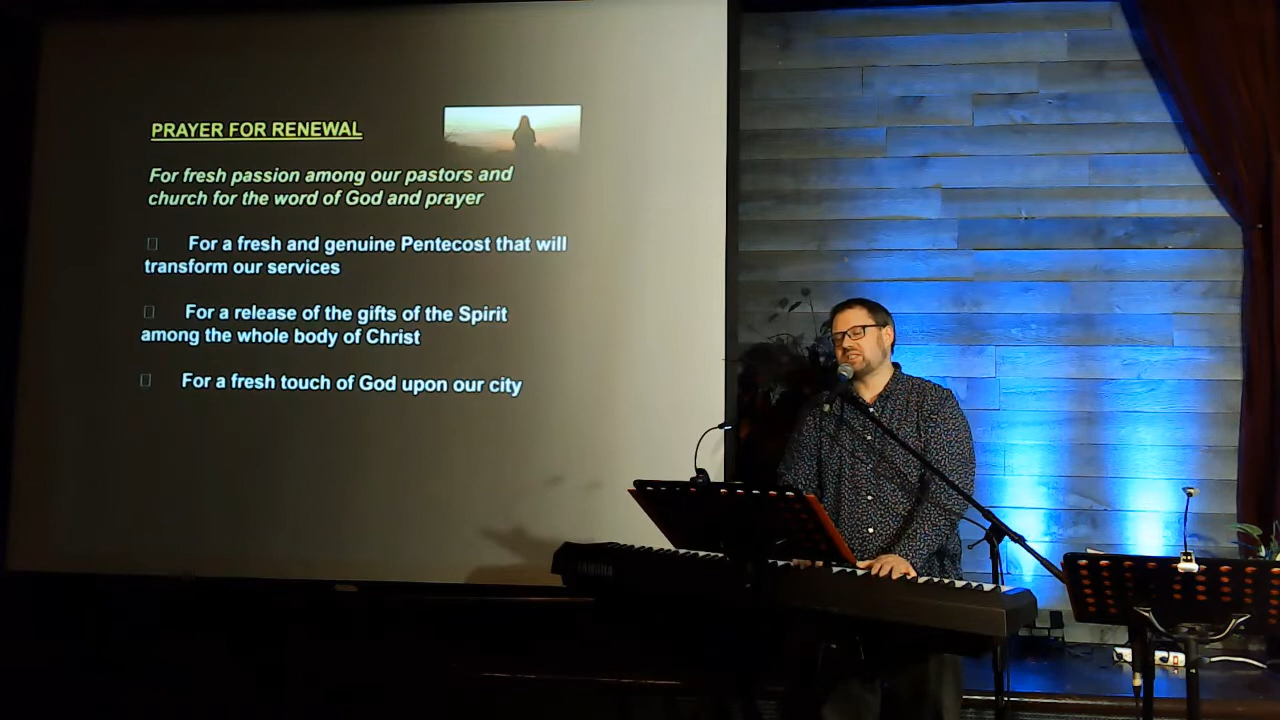 PRAYER FOR RENEWAL
For fresh passion among our pastors and
church for the word of God and prayer
For a fresh and genuine Pentecost that will
transform our services
For a release of the gifts of the Spirit
among the whole body of Christ
For a fresh touch of God upon our city
YAMAHA